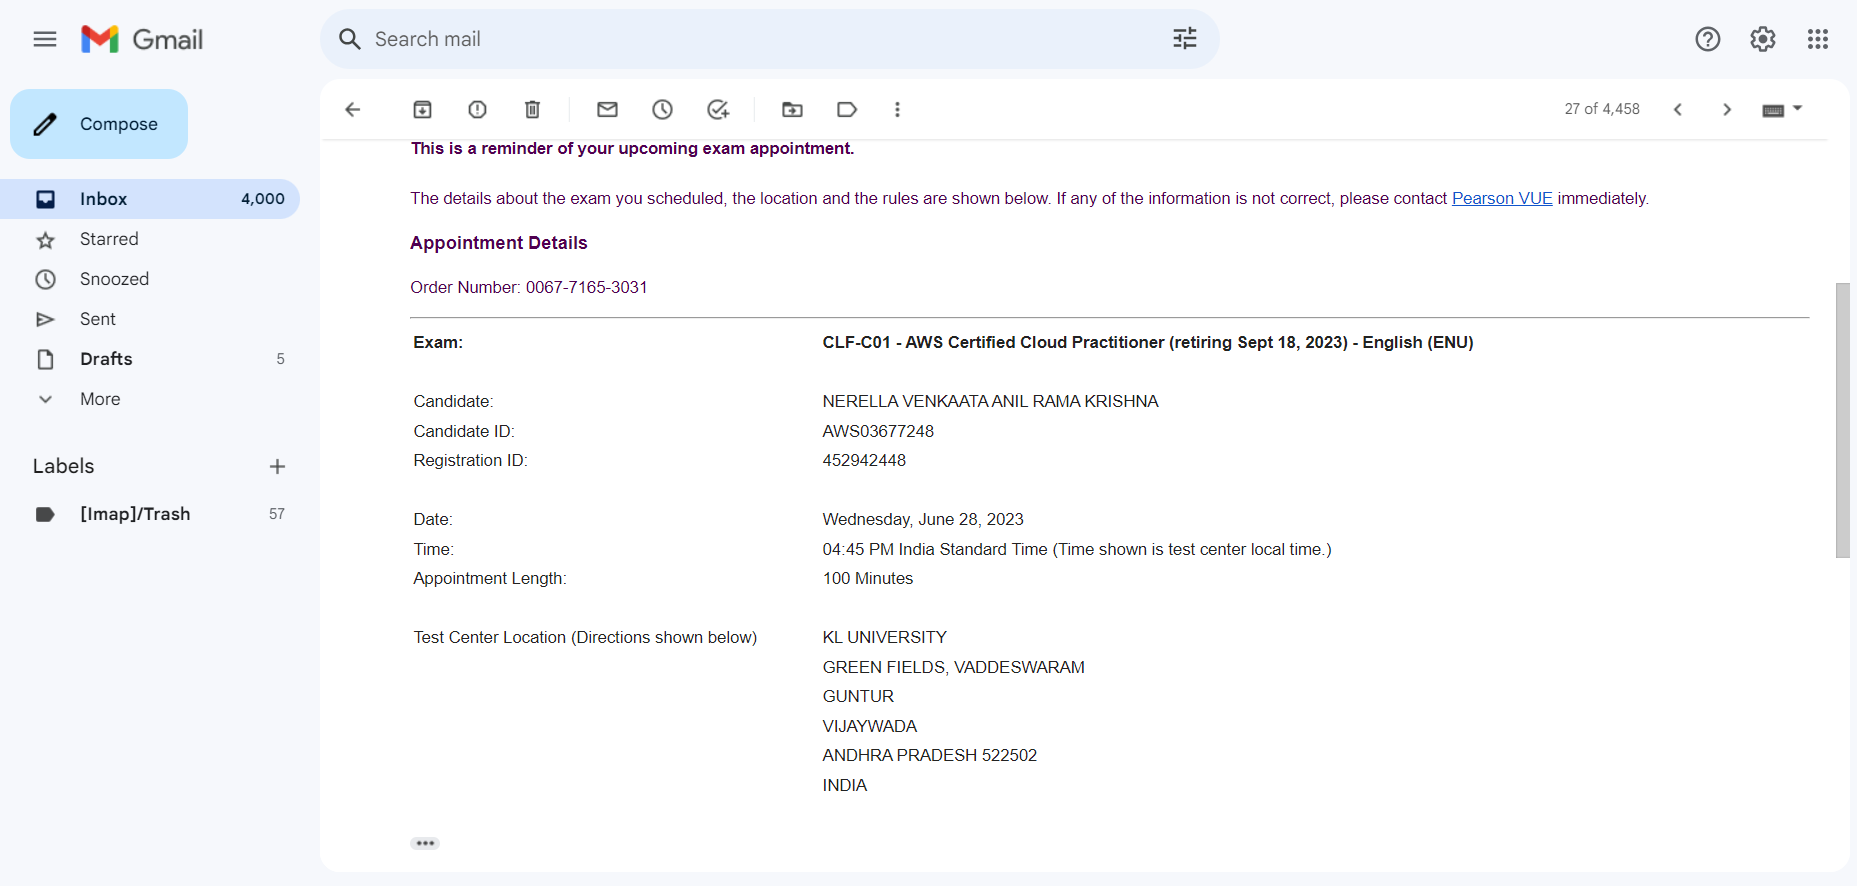 Gmail
Search mail
Compose
27 of 4,458
Inbox 4,000
Starred
Snoozed
Sent
Drafts 5
More
Labels
[Imap]/Trash 57
This is a reminder of your upcoming exam appointment.
The details about the exam you scheduled, the location and the rules are shown below. If any of the information is not correct, please contact Pearson VUE immediately.
Appointment Details
Order Number: 0067-7165-3031
Exam: CLF-C01 - AWS Certified Cloud Practitioner (retiring Sept 18, 2023) - English (ENU)
Candidate: NERELLA VENKAATA ANIL RAMA KRISHNA
Candidate ID: AWS03677248
Registration ID: 452942448
Date: Wednesday, June 28, 2023
Time: 04:45 PM India Standard Time (Time shown is test center local time.)
Appointment Length: 100 Minutes
Test Center Location (Directions shown below) KL UNIVERSITY
GREEN FIELDS, VADDESWARAM
GUNTUR
VIJAYWADA
ANDHRA PRADESH 522502
INDIA